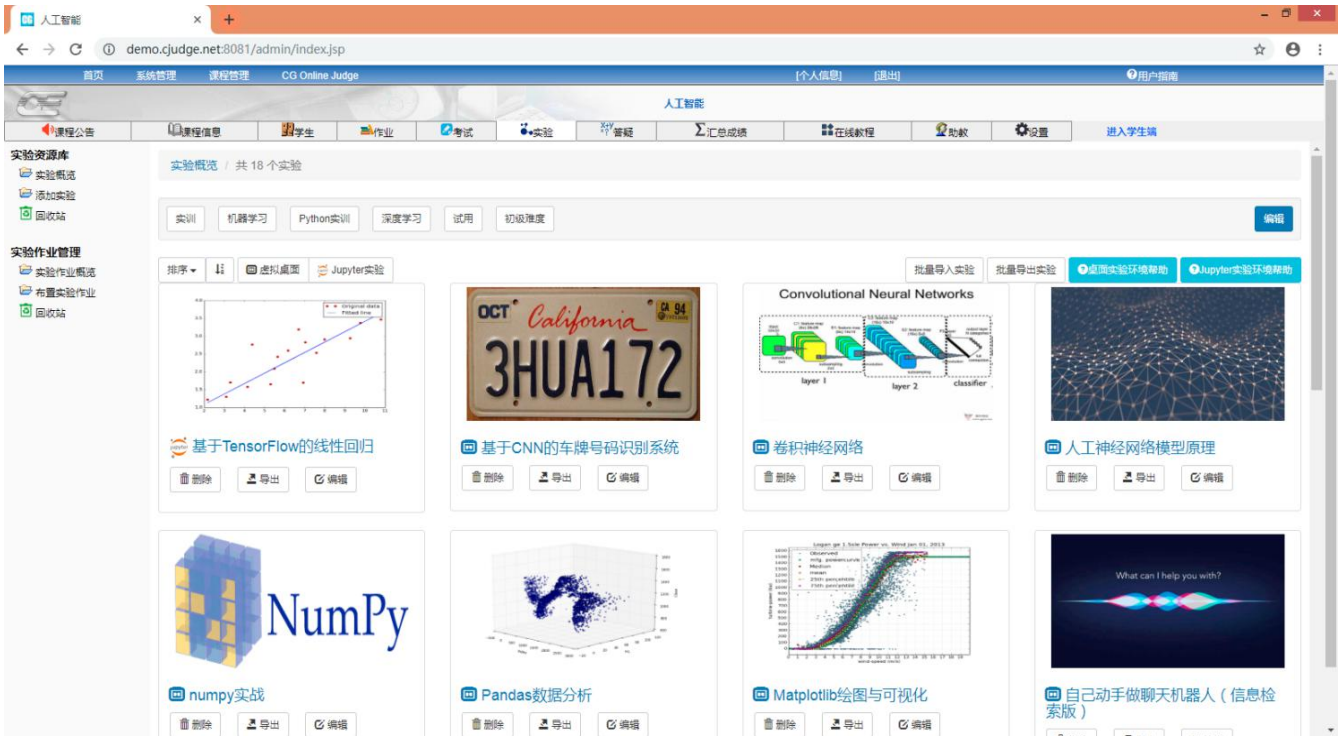 人工智能
demo.cjudge.net:8081/admin/index.jsp
首页 系统管理 课程管理 CG Online Judge [个人信息] [退出] 用户指南
人工智能
课程公告 课程信息 学生 作业 考试 实验 答疑 汇总成绩 在线教程 助教 设置 进入学生端
实验资源库
实验概览
添加实验
回收站
实验作业管理
实验作业概览
布置实验作业
回收站
实验概览 / 共 18 个实验
实训 机器学习 Python实训 深度学习 试用 初级难度 编辑
排序 虚拟桌面 Jupyter实验 批量导入实验 批量导出实验 桌面实验环境帮助 Jupyter实验环境帮助
Original data
Fitted line
OCT California CA 94
3HUA172
Convolutional Neural Networks
layer 1 layer 2 classifier
基于TensorFlow的线性回归 基于CNN的车牌号码识别系统 卷积神经网络 人工神经网络模型原理
删除 导出 编辑 删除 导出 编辑 删除 导出 编辑 删除 导出 编辑
NumPy
What can I help you with?
numpy实战 Pandas数据分析 Matplotlib绘图与可视化 自己动手做聊天机器人（信息检
索版）
删除 导出 编辑 删除 导出 编辑 删除 导出 编辑